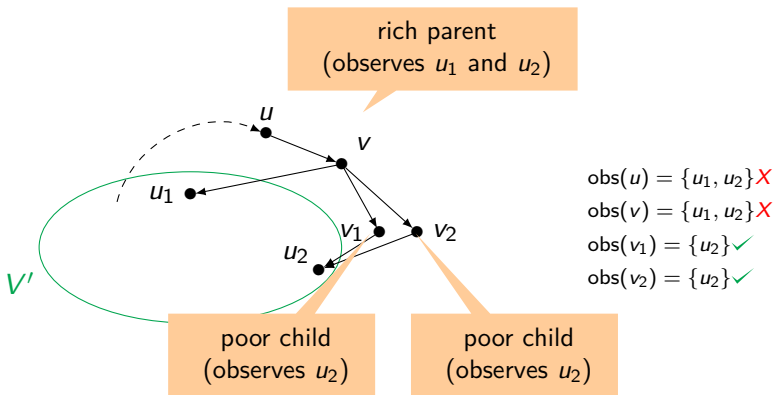 rich parent
(observes u₁ and u₂)
u
v
u₁
v₁
v₂
u₂
V′
obs(u) = {u₁, u₂}X
obs(v) = {u₁, u₂}X
obs(v₁) = {u₂}✓
obs(v₂) = {u₂}✓
poor child
(observes u₂)
poor child
(observes u₂)